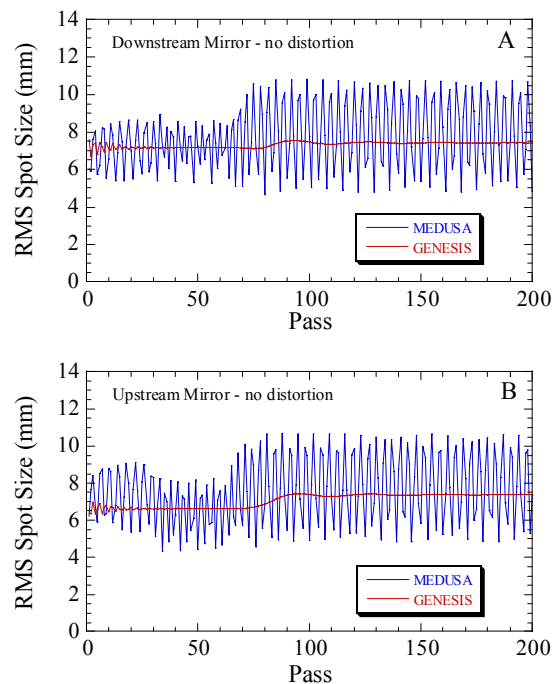 Downstream Mirror - no distortion
A
RMS Spot Size (mm)
14
12
10
8
6
4
2
0
MEDUSA
GENESIS
0 50 100 150 200
Pass
Upstream Mirror - no distortion
B
RMS Spot Size (mm)
14
12
10
8
6
4
2
0
MEDUSA
GENESIS
0 50 100 150 200
Pass